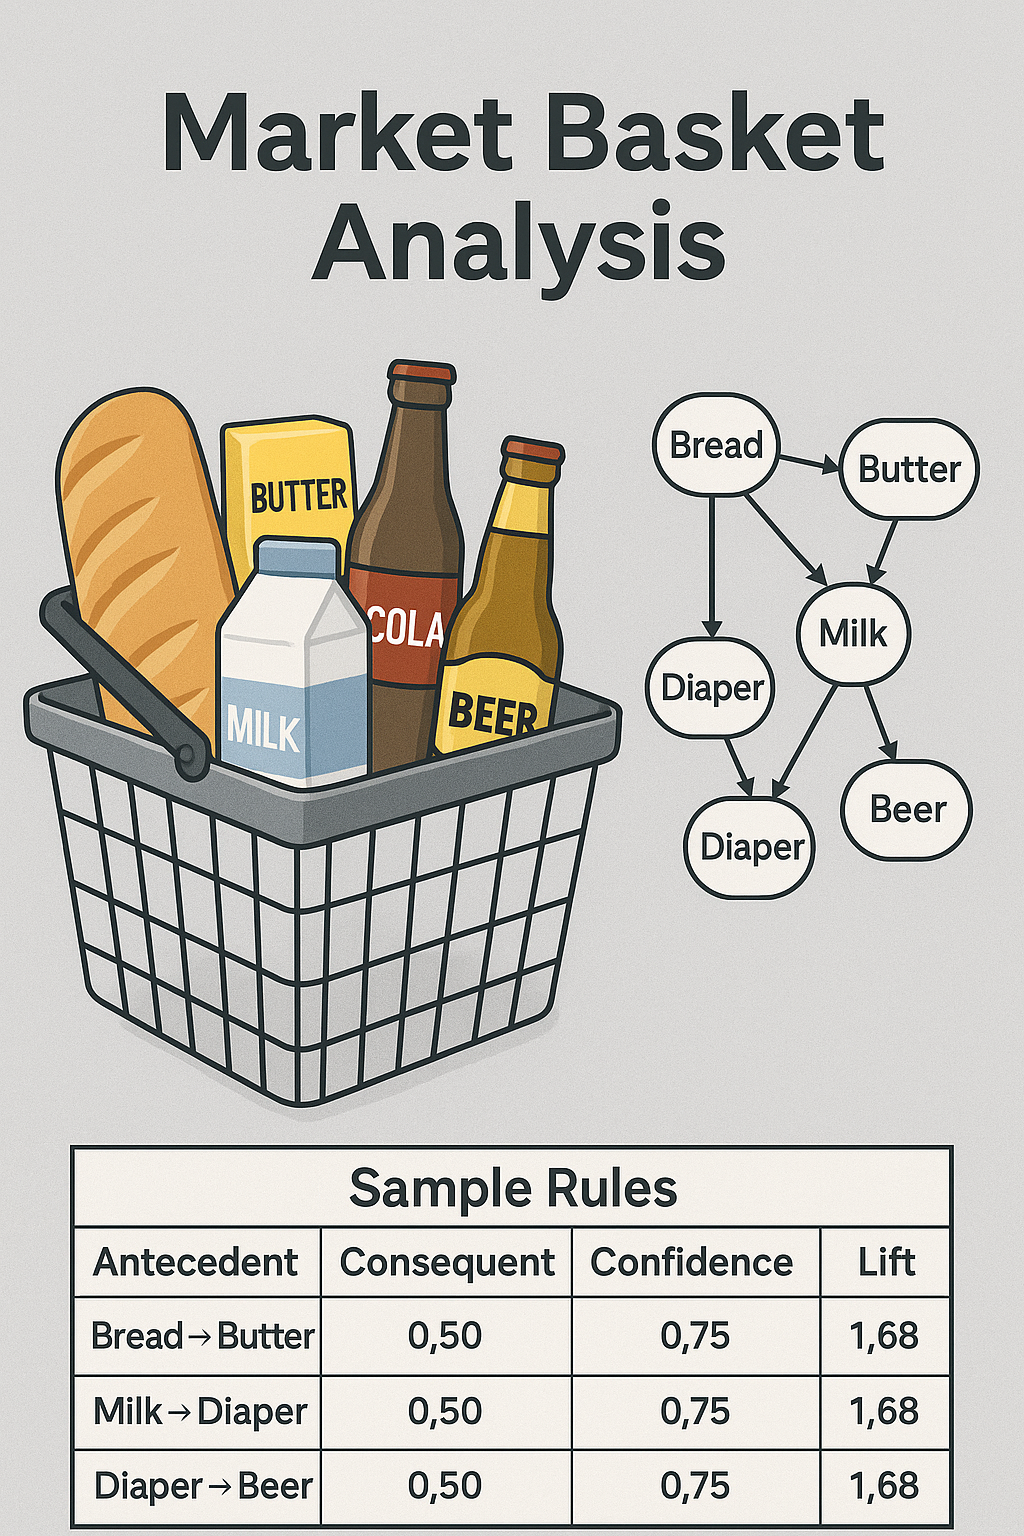 Market Basket
Analysis
BUTTER
COLA
MILK
BEER
Bread
Butter
Milk
Diaper
Beer
Diaper
Sample Rules
Antecedent Consequent Confidence Lift
Bread→Butter 0,50 0,75 1,68
Milk→Diaper 0,50 0,75 1,68
Diaper→Beer 0,50 0,75 1,68